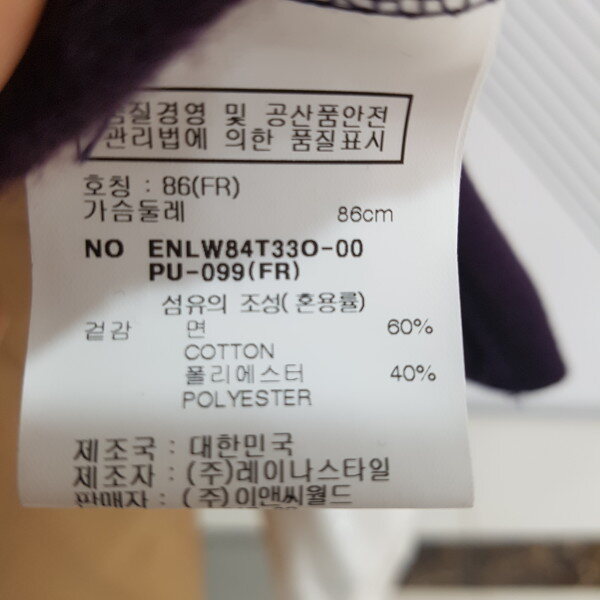 품질경영 및 공산품안전
관리법에 의한 품질표시
호칭 : 86(FR)
가슴둘레 86cm
NO ENLW84T33O-00
PU-099(FR)
섬유의 조성(혼용률)
겉감 면 60%
COTTON
폴리에스터 40%
POLYESTER
제조국 : 대한민국
제조자 : (주)레이나스타일
판매자 : (주)이앤씨월드